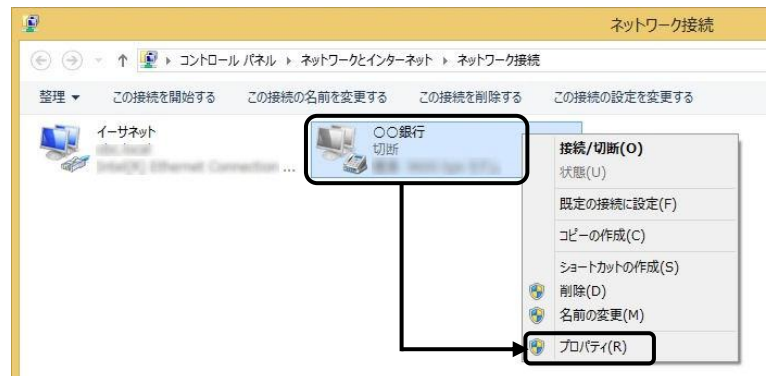 ネットワーク接続
コントロール パネル ネットワークとインターネット ネットワーク接続
整理 この接続を開始する この接続の名前を変更する この接続を削除する この接続の設定を変更する
イーサネット
○○銀行
切断
接続/切断(O)
状態(U)
既定の接続に設定(F)
コピーの作成(C)
ショートカットの作成(S)
削除(D)
名前の変更(M)
プロパティ(R)